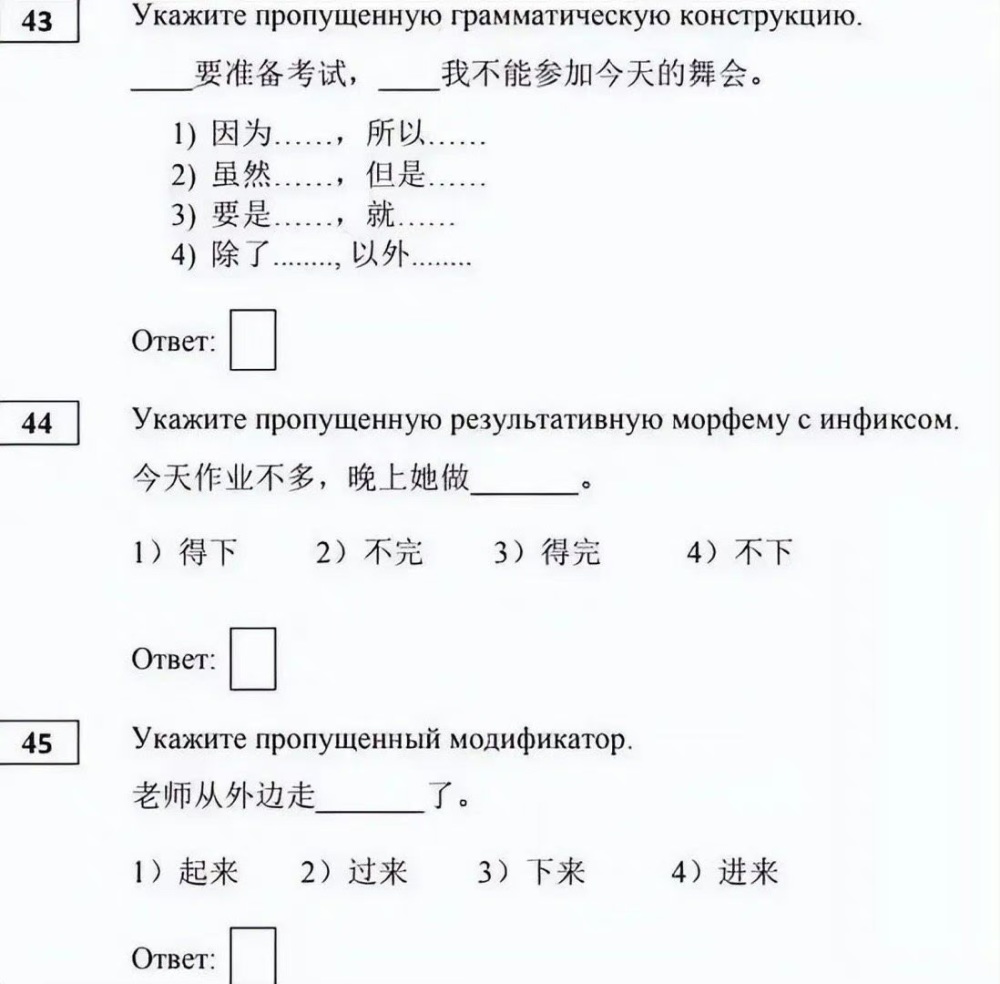 43 Укажите пропущенную грамматическую конструкцию.
____要准备考试，____我不能参加今天的舞会。
1) 因为……，所以……
2) 虽然……，但是……
3) 要是……，就……
4) 除了........, 以外........
Ответ:
44 Укажите пропущенную результативную морфему с инфиксом.
今天作业不多，晚上她做_______。
1）得下 2）不完 3）得完 4）不下
Ответ:
45 Укажите пропущенный модификатор.
老师从外边走_______了。
1）起来 2）过来 3）下来 4）进来
Ответ: